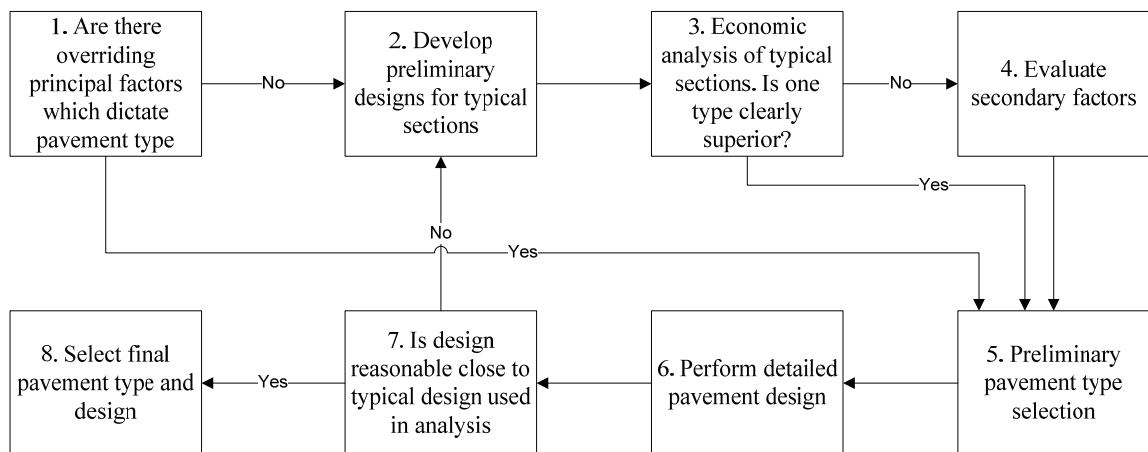 1. Are there
overriding
principal factors
which dictate
pavement type
No
2. Develop
preliminary
designs for typical
sections
3. Economic
analysis of typical
sections. Is one
type clearly
superior?
No
4. Evaluate
secondary factors
Yes
No
Yes
8. Select final
pavement type and
design
Yes
7. Is design
reasonable close to
typical design used
in analysis
6. Perform detailed
pavement design
5. Preliminary
pavement type
selection